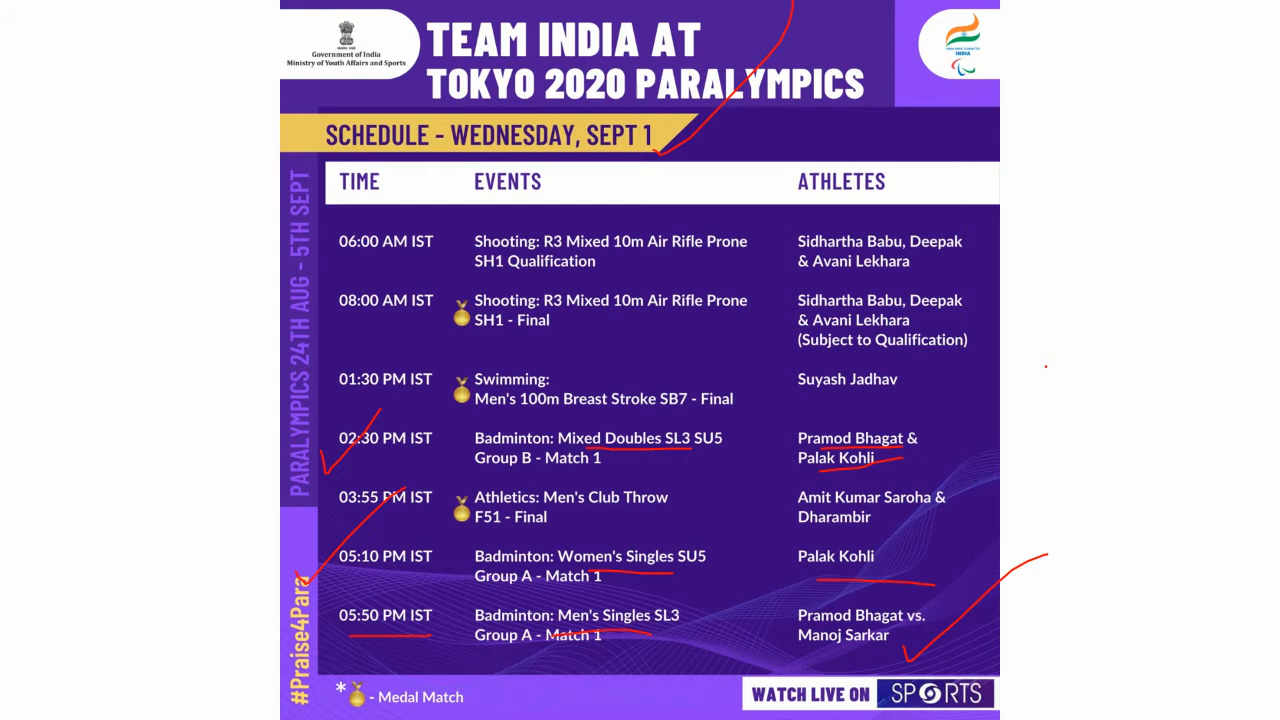 Government of India
Ministry of Youth Affairs and Sports
TEAM INDIA AT
TOKYO 2020 PARALYMPICS
PARALYMPIC COMMITTEE
INDIA
SCHEDULE - WEDNESDAY, SEPT 1
TIME EVENTS ATHLETES
06:00 AM IST Shooting: R3 Mixed 10m Air Rifle Prone Sidhartha Babu, Deepak
SH1 Qualification & Avani Lekhara
08:00 AM IST Shooting: R3 Mixed 10m Air Rifle Prone Sidhartha Babu, Deepak
SH1 - Final & Avani Lekhara
(Subject to Qualification)
01:30 PM IST Swimming: Suyash Jadhav
Men's 100m Breast Stroke SB7 - Final
02:30 PM IST Badminton: Mixed Doubles SL3 SU5 Pramod Bhagat &
Group B - Match 1 Palak Kohli
03:55 PM IST Athletics: Men's Club Throw Amit Kumar Saroha &
F51 - Final Dharambir
05:10 PM IST Badminton: Women's Singles SU5 Palak Kohli
Group A - Match 1
05:50 PM IST Badminton: Men's Singles SL3 Pramod Bhagat vs.
Group A - Match 1 Manoj Sarkar
PARALYMPICS 24TH AUG - 5TH SEPT
#Praise4Para
* - Medal Match
WATCH LIVE ON SPORTS